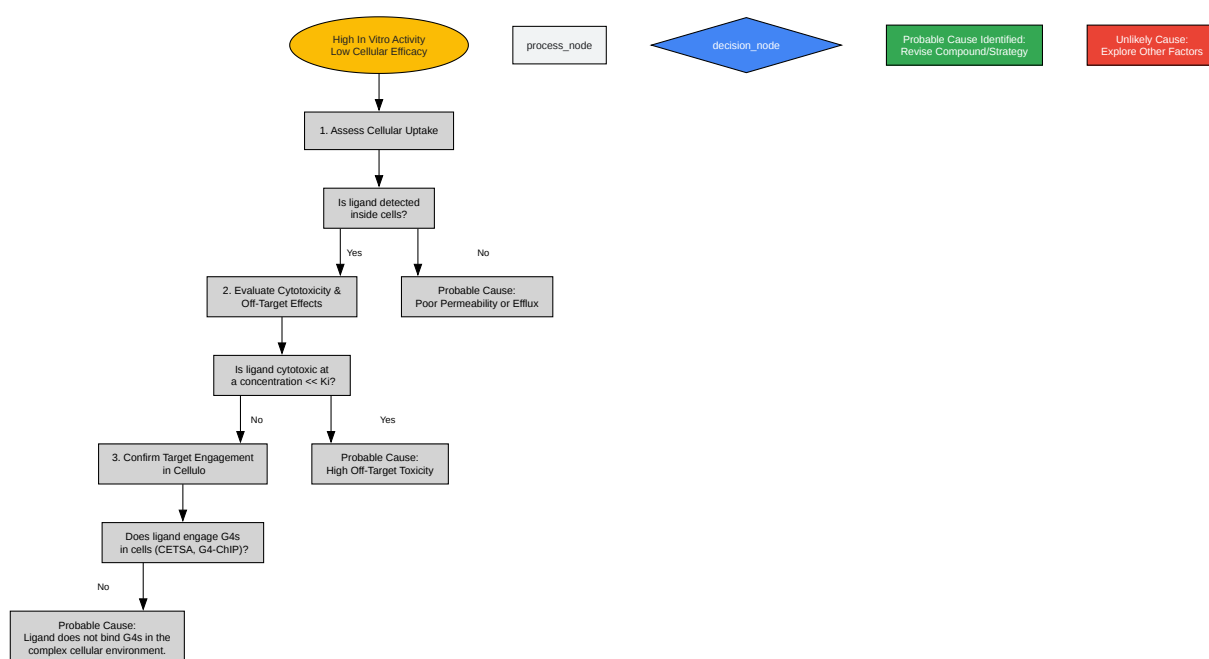 High In Vitro Activity
Low Cellular Efficacy
process_node
decision_node
Probable Cause Identified:
Revise Compound/Strategy
Unlikely Cause:
Explore Other Factors
1. Assess Cellular Uptake
Is ligand detected
inside cells?
Yes
No
2. Evaluate Cytotoxicity &
Off-Target Effects
Probable Cause:
Poor Permeability or Efflux
Is ligand cytotoxic at
a concentration << Ki?
No
Yes
3. Confirm Target Engagement
in Cellulo
Probable Cause:
High Off-Target Toxicity
Does ligand engage G4s
in cells (CETSA, G4-ChIP)?
No
Probable Cause:
Ligand does not bind G4s in the
complex cellular environment.